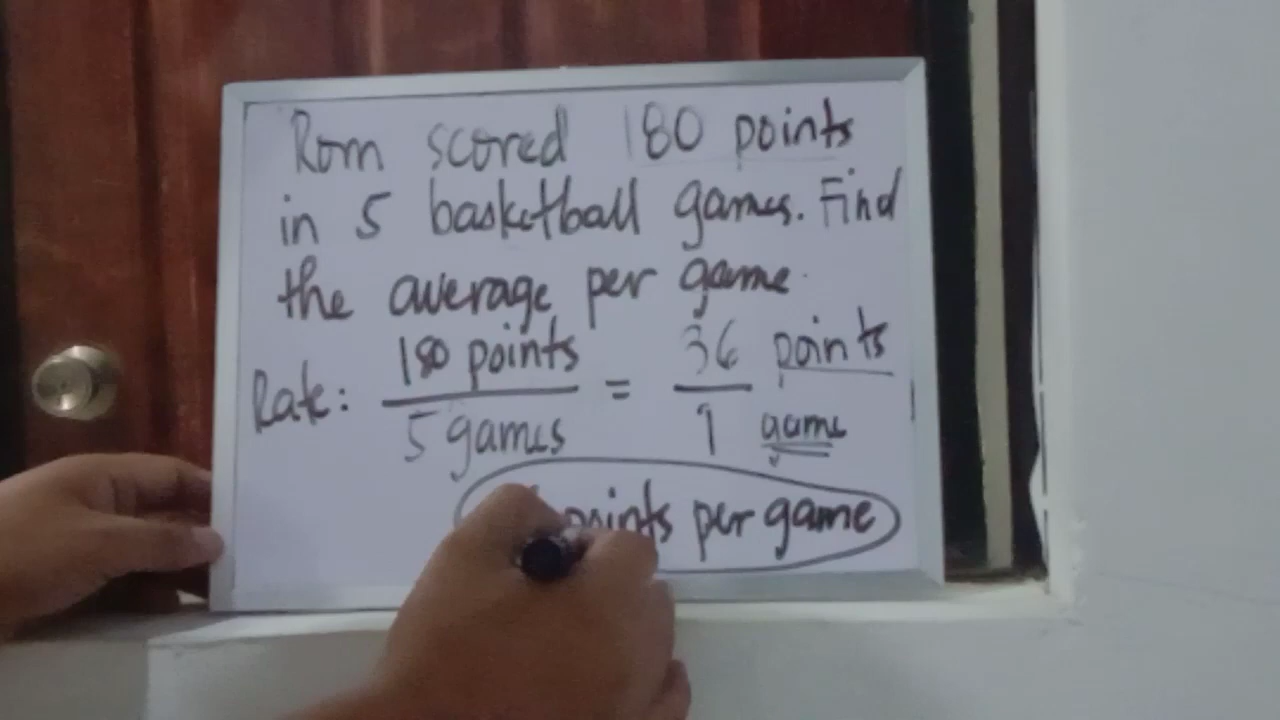 Rom scored 180 points
in 5 basketball games. Find
the average per game.
Rate: 180 points / 5 games = 36 points / 1 game
points per game